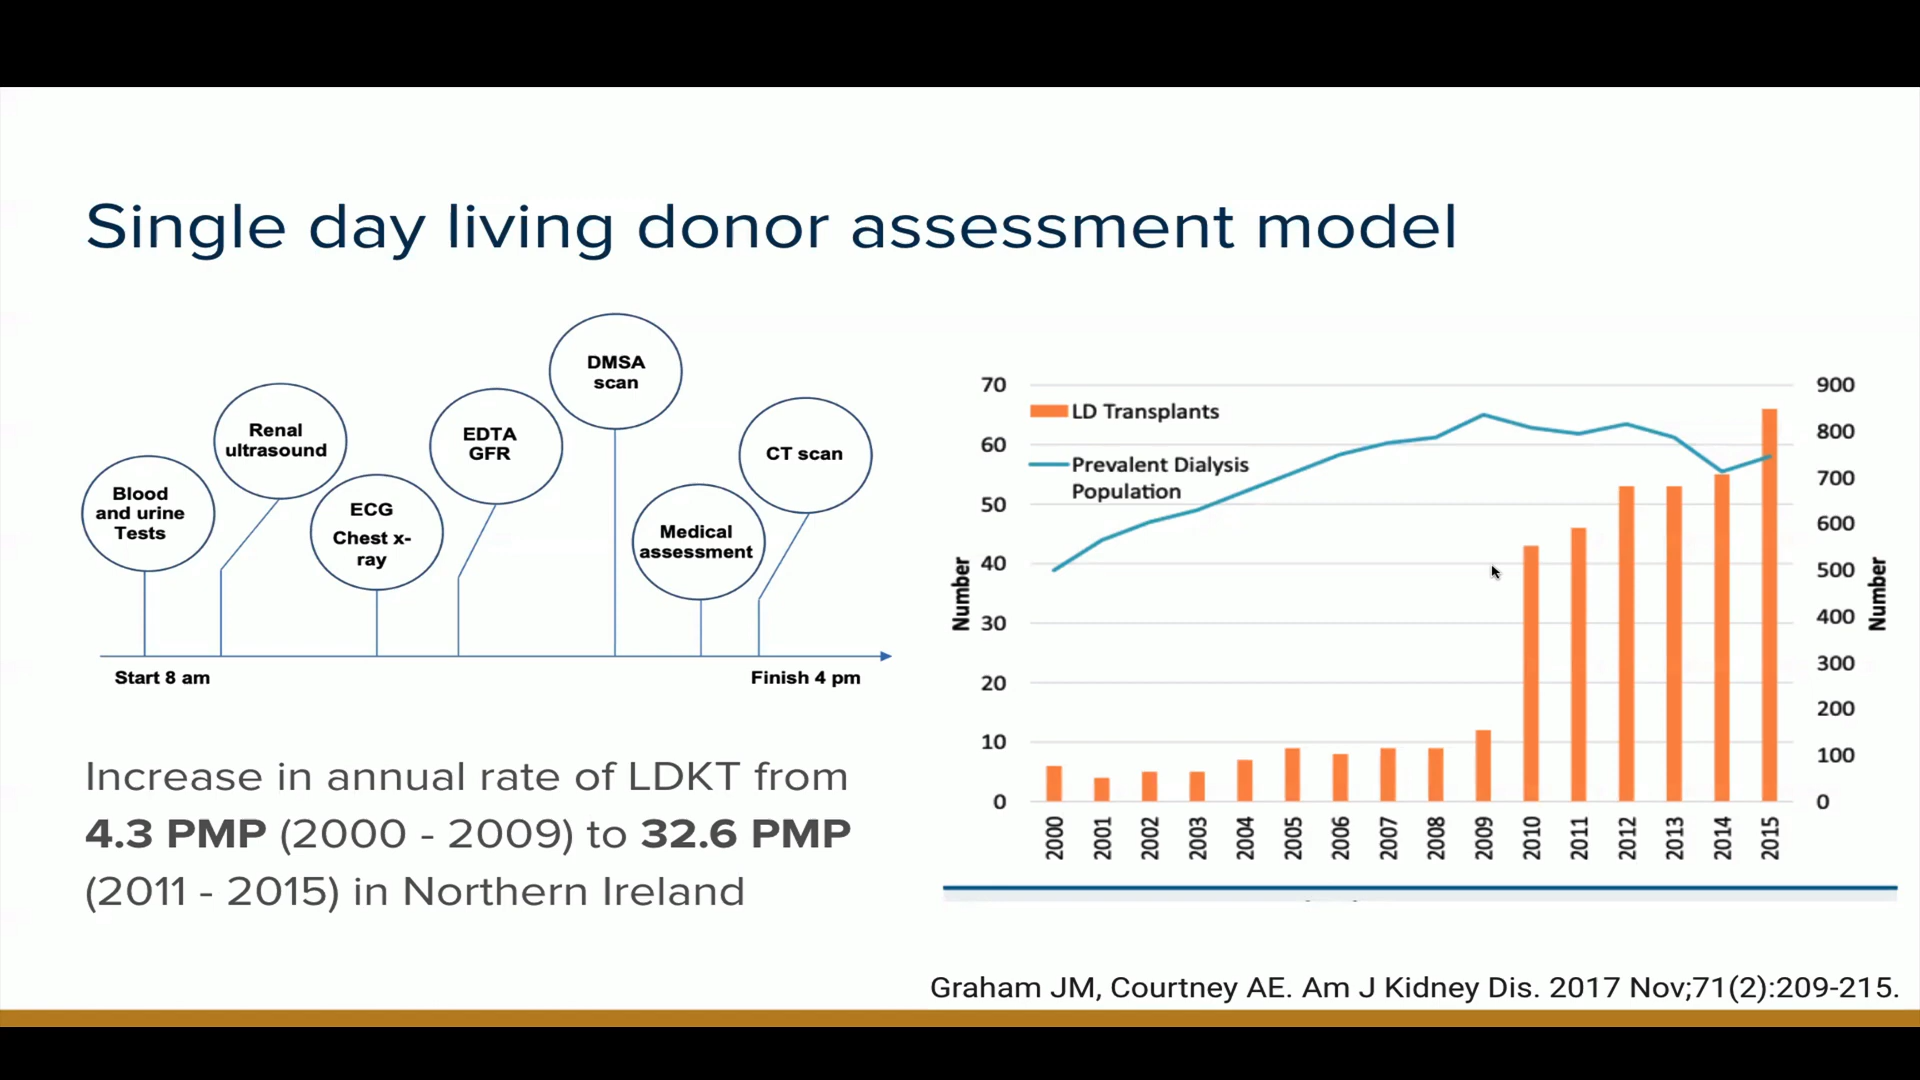 Single day living donor assessment model
Blood
and urine
Tests
Renal
ultrasound
ECG
Chest x-
ray
EDTA
GFR
DMSA
scan
Medical
assessment
CT scan
Start 8 am
Finish 4 pm
Increase in annual rate of LDKT from
4.3 PMP (2000 - 2009) to 32.6 PMP
(2011 - 2015) in Northern Ireland
LD Transplants
Prevalent Dialysis
Population
Number
70
60
50
40
30
20
10
0
900
800
700
600
500
400
300
200
100
0
Number
2000
2001
2002
2003
2004
2005
2006
2007
2008
2009
2010
2011
2012
2013
2014
2015
Graham JM, Courtney AE. Am J Kidney Dis. 2017 Nov;71(2):209-215.